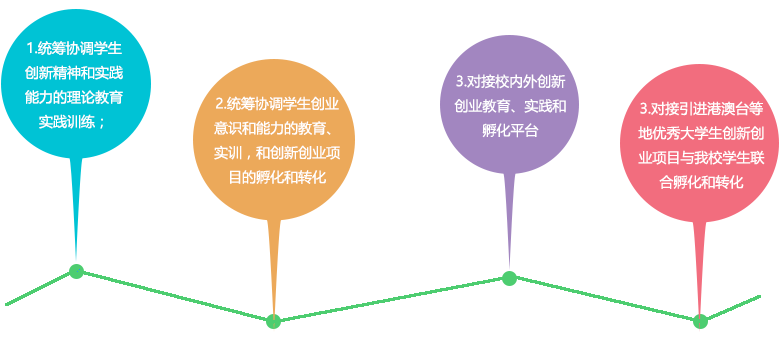 1.统筹协调学生
创新精神和实践
能力的理论教育
实践训练；
2.统筹协调学生创业
意识和能力的教育、
实训，和创新创业项
目的孵化和转化
3.对接校内外创新
创业教育、实践和
孵化平台
3.对接引进港澳台等
地优秀大学生创新创
业项目与我校学生联
合孵化和转化